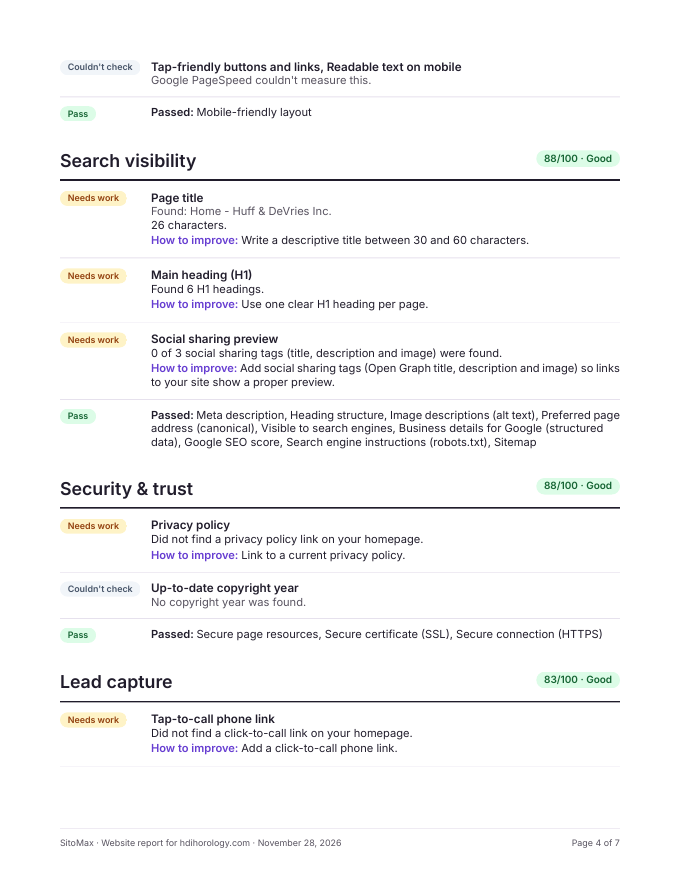 Couldn't check Tap-friendly buttons and links, Readable text on mobile
Google PageSpeed couldn't measure this.
Pass Passed: Mobile-friendly layout
Search visibility 88/100 · Good
Needs work Page title
Found: Home - Huff & DeVries Inc.
26 characters.
How to improve: Write a descriptive title between 30 and 60 characters.
Needs work Main heading (H1)
Found 6 H1 headings.
How to improve: Use one clear H1 heading per page.
Needs work Social sharing preview
0 of 3 social sharing tags (title, description and image) were found.
How to improve: Add social sharing tags (Open Graph title, description and image) so links
to your site show a proper preview.
Pass Passed: Meta description, Heading structure, Image descriptions (alt text), Preferred page
address (canonical), Visible to search engines, Business details for Google (structured
data), Google SEO score, Search engine instructions (robots.txt), Sitemap
Security & trust 88/100 · Good
Needs work Privacy policy
Did not find a privacy policy link on your homepage.
How to improve: Link to a current privacy policy.
Couldn't check Up-to-date copyright year
No copyright year was found.
Pass Passed: Secure page resources, Secure certificate (SSL), Secure connection (HTTPS)
Lead capture 83/100 · Good
Needs work Tap-to-call phone link
Did not find a click-to-call link on your homepage.
How to improve: Add a click-to-call phone link.
SitoMax · Website report for hdihorology.com · November 28, 2026 Page 4 of 7